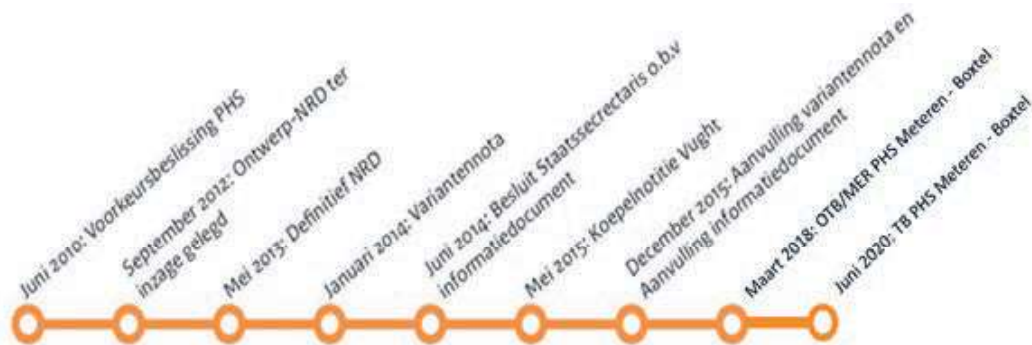 Juni 2010: Voorkeursbeslissing PHS
September 2012: Ontwerp-NRD ter
inzage gelegd
Mei 2013: Definitief NRD
Januari 2014: Variantennota
Juni 2014: Besluit Staatssecrectaris o.b.v
informatiedocument
Mei 2015: Koepelnotitie Vught
December 2015: Aanvulling variantennota en
Aanvulling informatiedocument
Maart 2018: OTB/MER PHS Meteren - Boxtel
Juni 2020: TB PHS Meteren - Boxtel